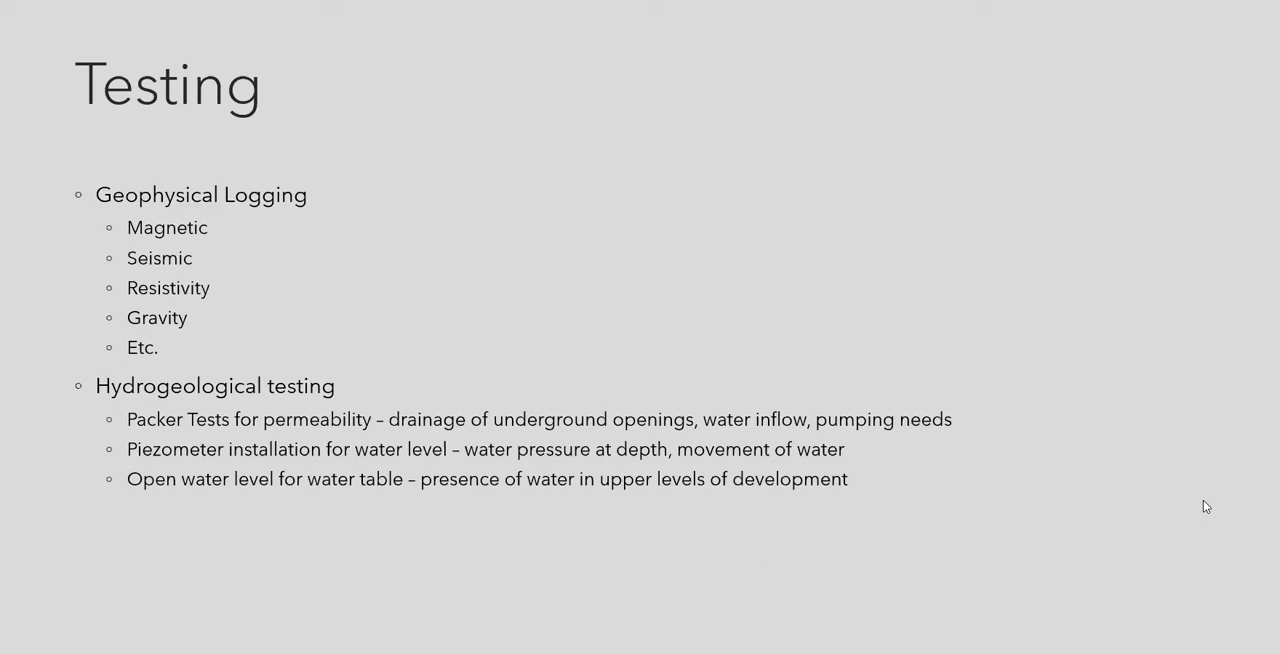 Testing
Geophysical Logging
Magnetic
Seismic
Resistivity
Gravity
Etc.
Hydrogeological testing
Packer Tests for permeability – drainage of underground openings, water inflow, pumping needs
Piezometer installation for water level – water pressure at depth, movement of water
Open water level for water table – presence of water in upper levels of development